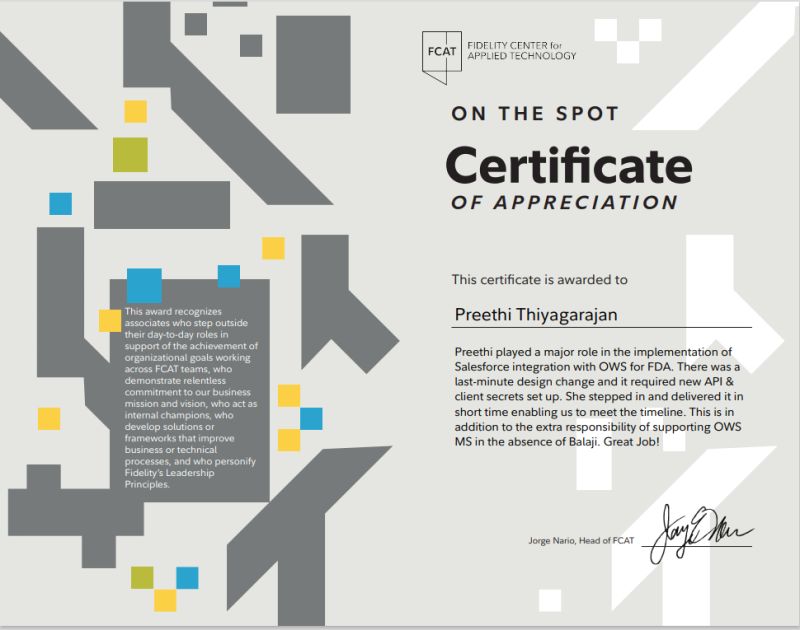 FCAT
FIDELITY CENTER for
APPLIED TECHNOLOGY
ON THE SPOT
Certificate
OF APPRECIATION
This certificate is awarded to
Preethi Thiyagarajan
Preethi played a major role in the implementation of
Salesforce integration with OWS for FDA. There was a
last-minute design change and it required new API &
client secrets set up. She stepped in and delivered it in
short time enabling us to meet the timeline. This is in
addition to the extra responsibility of supporting OWS
MS in the absence of Balaji. Great Job!
Jorge Nario, Head of FCAT
This award recognizes
associates who step outside
their day-to-day roles in
support of the achievement of
organizational goals working
across FCAT teams, who
demonstrate relentless
commitment to our business
mission and vision, who act as
internal champions, who
develop solutions or
frameworks that improve
business or technical
processes, and who personify
Fidelity's Leadership
Principles.